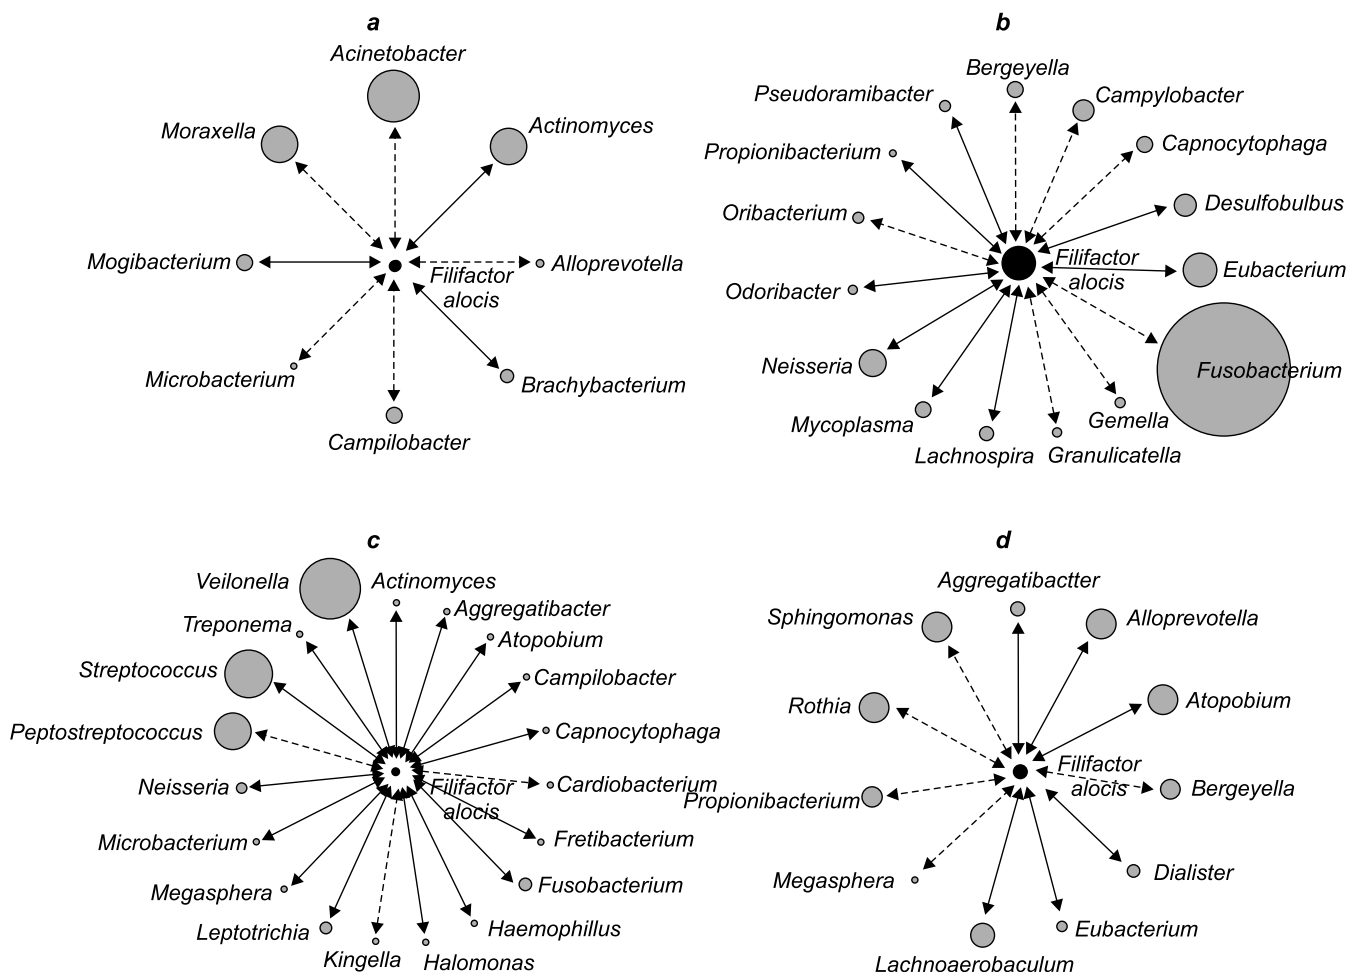 a
Acinetobacter
Moraxella
Actinomyces
Mogibacterium
Filifactor
alocis
Alloprevotella
Microbacterium
Brachybacterium
Campilobacter
b
Bergeyella
Pseudoramibacter
Campylobacter
Propionibacterium
Capnocytophaga
Oribacterium
Desulfobulbus
Filifactor
alocis
Eubacterium
Odoribacter
Neisseria
Fusobacterium
Mycoplasma
Gemella
Lachnospira
Granulicatella
c
Veilonella
Actinomyces
Aggregatibacter
Treponema
Atopobium
Streptococcus
Campilobacter
Peptostreptococcus
Capnocytophaga
Neisseria
Filifactor
alocis
Cardiobacterium
Microbacterium
Fretibacterium
Megasphera
Fusobacterium
Leptotrichia
Haemophillus
Kingella
Halomonas
d
Aggregatibactter
Sphingomonas
Alloprevotella
Rothia
Atopobium
Filifactor
alocis
Propionibacterium
Bergeyella
Megasphera
Dialister
Eubacterium
Lachnoaerobaculum